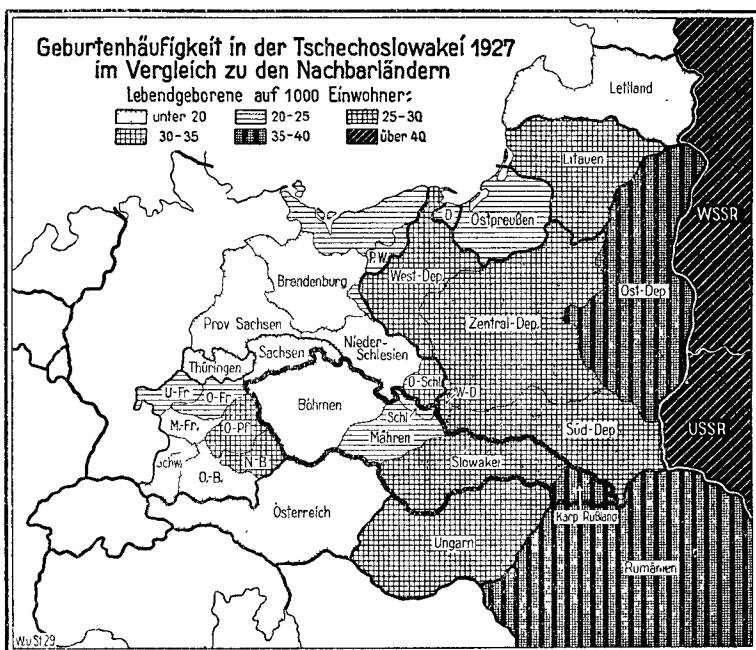 Geburtenhäufigkeit in der Tschechoslowakei 1927
im Vergleich zu den Nachbarländern
Lebendgeborene auf 1000 Einwohner:
unter 20 20-25 25-30
30-35 35-40 über 40
Lettland
Litauen
WSSR
D
Ostpreußen
P.W.
West-Dep.
Brandenburg
Ost-Dep
Zentral-Dep.
Prov Sachsen
Nieder-
Schlesien
Sachsen
Thüringen
O-Schl
W-D
U-Fr.
O-Fr.
Böhmen
Schl
Mähren
M.-Fr.
O-Pf
Süd-Dep
USSR
Schw.
O.-B.
N-B
Slowakei
Österreich
Karp Rußland
Ungarn
Rumänien
W.u.St.29